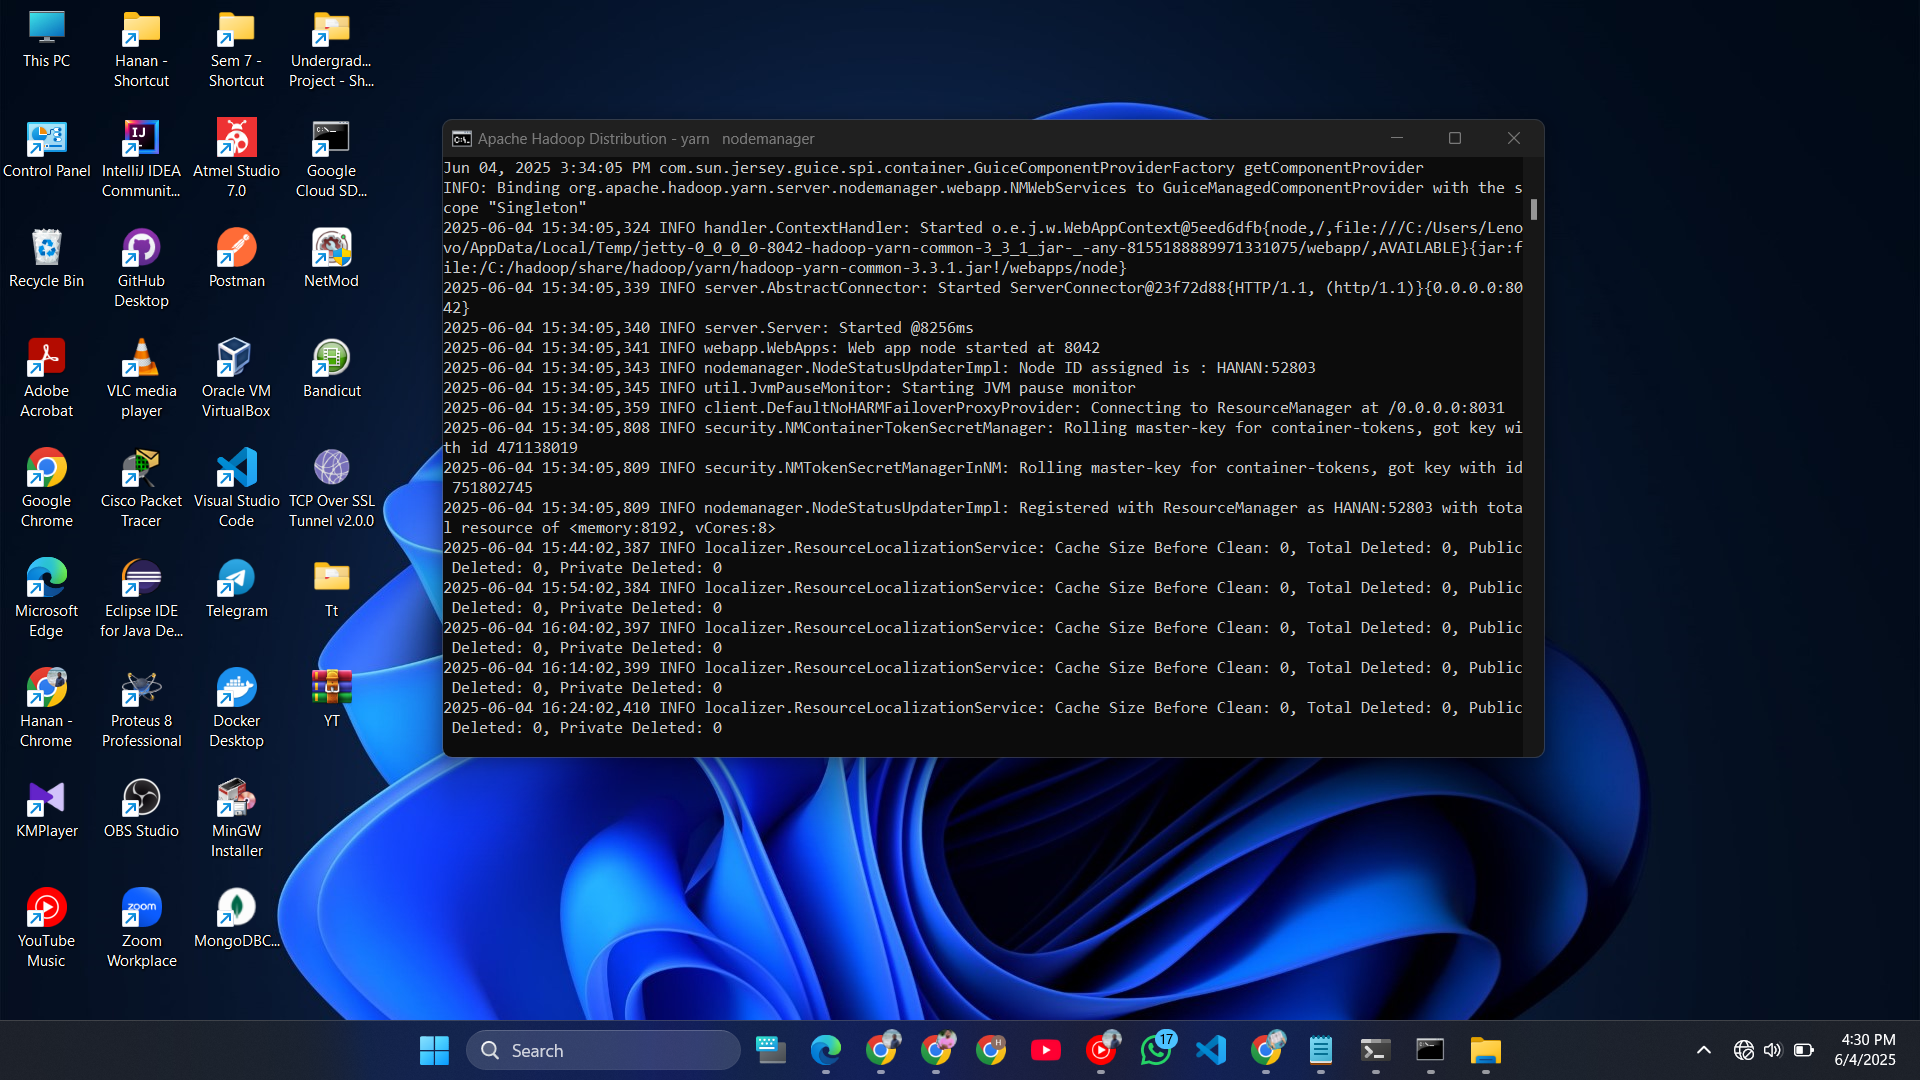 This PC
Hanan -
Shortcut
Sem 7 -
Shortcut
Undergrad...
Project - Sh...
Control Panel
IntelliJ IDEA
Communit...
Atmel Studio
7.0
Google
Cloud SD...
Recycle Bin
GitHub
Desktop
Postman
NetMod
Adobe
Acrobat
VLC media
player
Oracle VM
VirtualBox
Bandicut
Google
Chrome
Cisco Packet
Tracer
Visual Studio
Code
TCP Over SSL
Tunnel v2.0.0
Microsoft
Edge
Eclipse IDE
for Java De...
Telegram
Tt
Hanan -
Chrome
Proteus 8
Professional
Docker
Desktop
YT
KMPlayer
OBS Studio
MinGW
Installer
YouTube
Music
zoom
Zoom
Workplace
MongoDBC...
Apache Hadoop Distribution - yarn nodemanager
Jun 04, 2025 3:34:05 PM com.sun.jersey.guice.spi.container.GuiceComponentProviderFactory getComponentProvider
INFO: Binding org.apache.hadoop.yarn.server.nodemanager.webapp.NMWebServices to GuiceManagedComponentProvider with the s
cope "Singleton"
2025-06-04 15:34:05,324 INFO handler.ContextHandler: Started o.e.j.w.WebAppContext@5eed6dfb{node,/,file:///C:/Users/Leno
vo/AppData/Local/Temp/jetty-0_0_0_0-8042-hadoop-yarn-common-3_3_1_jar-_-any-8155188889971331075/webapp/,AVAILABLE}{jar:f
ile:/C:/hadoop/share/hadoop/yarn/hadoop-yarn-common-3.3.1.jar!/webapps/node}
2025-06-04 15:34:05,339 INFO server.AbstractConnector: Started ServerConnector@23f72d88{HTTP/1.1, (http/1.1)}{0.0.0.0:80
42}
2025-06-04 15:34:05,340 INFO server.Server: Started @8256ms
2025-06-04 15:34:05,341 INFO webapp.WebApps: Web app node started at 8042
2025-06-04 15:34:05,343 INFO nodemanager.NodeStatusUpdaterImpl: Node ID assigned is : HANAN:52803
2025-06-04 15:34:05,345 INFO util.JvmPauseMonitor: Starting JVM pause monitor
2025-06-04 15:34:05,359 INFO client.DefaultNoHARMFailoverProxyProvider: Connecting to ResourceManager at /0.0.0.0:8031
2025-06-04 15:34:05,808 INFO security.NMContainerTokenSecretManager: Rolling master-key for container-tokens, got key wi
th id 471138019
2025-06-04 15:34:05,809 INFO security.NMTokenSecretManagerInNM: Rolling master-key for container-tokens, got key with id
751802745
2025-06-04 15:34:05,809 INFO nodemanager.NodeStatusUpdaterImpl: Registered with ResourceManager as HANAN:52803 with tota
l resource of <memory:8192, vCores:8>
2025-06-04 15:44:02,387 INFO localizer.ResourceLocalizationService: Cache Size Before Clean: 0, Total Deleted: 0, Public
Deleted: 0, Private Deleted: 0
2025-06-04 15:54:02,384 INFO localizer.ResourceLocalizationService: Cache Size Before Clean: 0, Total Deleted: 0, Public
Deleted: 0, Private Deleted: 0
2025-06-04 16:04:02,397 INFO localizer.ResourceLocalizationService: Cache Size Before Clean: 0, Total Deleted: 0, Public
Deleted: 0, Private Deleted: 0
2025-06-04 16:14:02,399 INFO localizer.ResourceLocalizationService: Cache Size Before Clean: 0, Total Deleted: 0, Public
Deleted: 0, Private Deleted: 0
2025-06-04 16:24:02,410 INFO localizer.ResourceLocalizationService: Cache Size Before Clean: 0, Total Deleted: 0, Public
Deleted: 0, Private Deleted: 0
Search
17
4:30 PM
6/4/2025